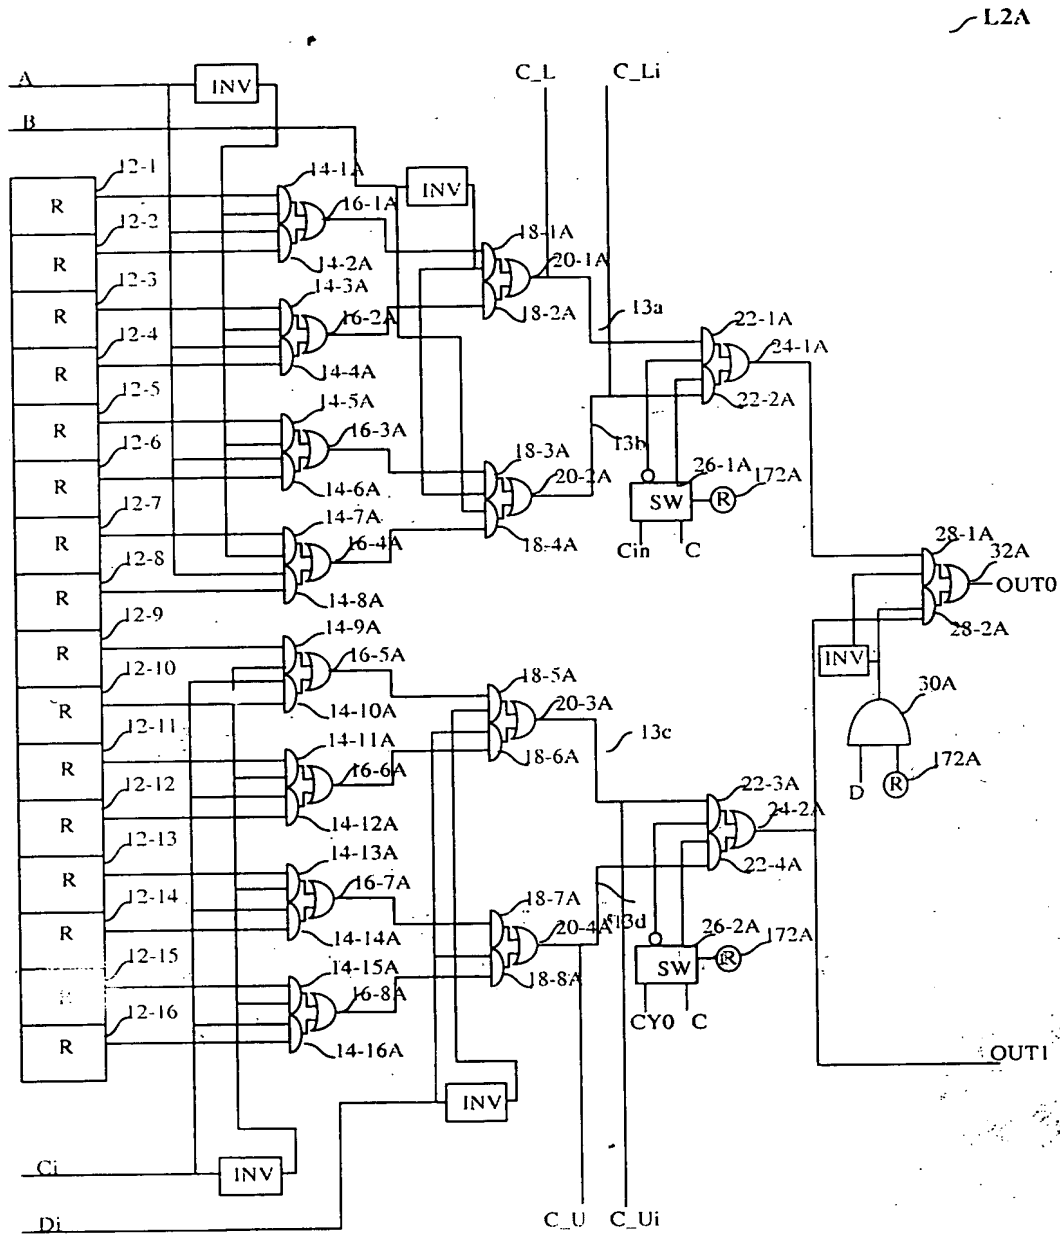 L2A
A
INV
C_L
C_Li
B
12-1
R
14-1A
16-1A
INV
12-2
R
14-2A
18-1A
20-1A
12-3
R
14-3A
16-2A
18-2A
13a
12-4
R
14-4A
22-1A
24-1A
12-5
R
14-5A
16-3A
22-2A
12-6
R
14-6A
18-3A
20-2A
13b
26-1A
172A
SW
R
12-7
R
14-7A
16-4A
18-4A
Cin
C
12-8
R
14-8A
28-1A
32A
OUT0
12-9
R
14-9A
16-5A
28-2A
INV
12-10
R
14-10A
18-5A
20-3A
30A
12-11
R
14-11A
16-6A
18-6A
13c
D
R
172A
12-12
R
14-12A
22-3A
24-2A
12-13
R
14-13A
16-7A
22-4A
12-14
R
14-14A
18-7A
20-4A
13d
26-2A
172A
SW
R
12-15
14-15A
16-8A
18-8A
CY0
C
12-16
R
14-16A
OUT1
INV
Ci
INV
Di
C_U
C_Ui